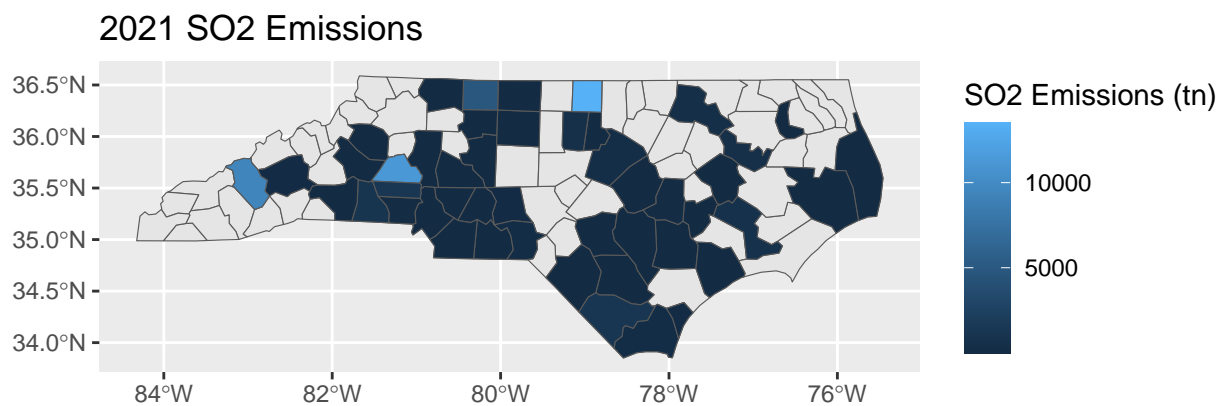 2021 SO2 Emissions
36.5°N
36.0°N
35.5°N
35.0°N
34.5°N
34.0°N
84°W 82°W 80°W 78°W 76°W
SO2 Emissions (tn)
10000
5000